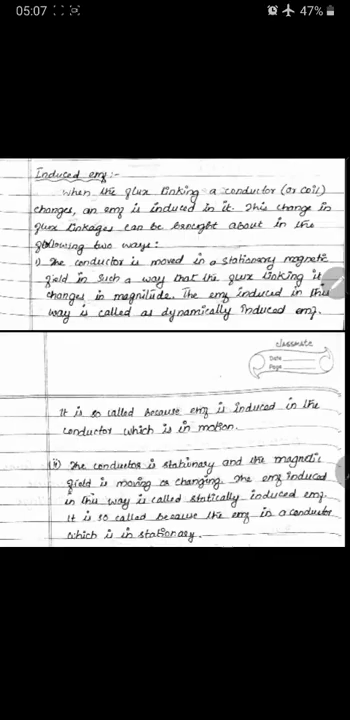 05:07
47%
Induced emf:-
When the flux linking a conductor (or coil)
changes, an emf is induced in it. This change in
flux linkages can be brought about in the
following two ways:
i) The conductor is moved in a stationary magnetic
field in such a way that the flux linking it
changes in magnitude. The emf induced in this
way is called as dynamically induced emf.
classmate
Date
Page
It is so called because emf is induced in the
conductor which is in motion.
(ii) The conductor is stationary and the magnetic
field is moving or changing. The emf induced
in this way is called statically induced emf.
It is so called because the emf in a conductor
which is in stationary.